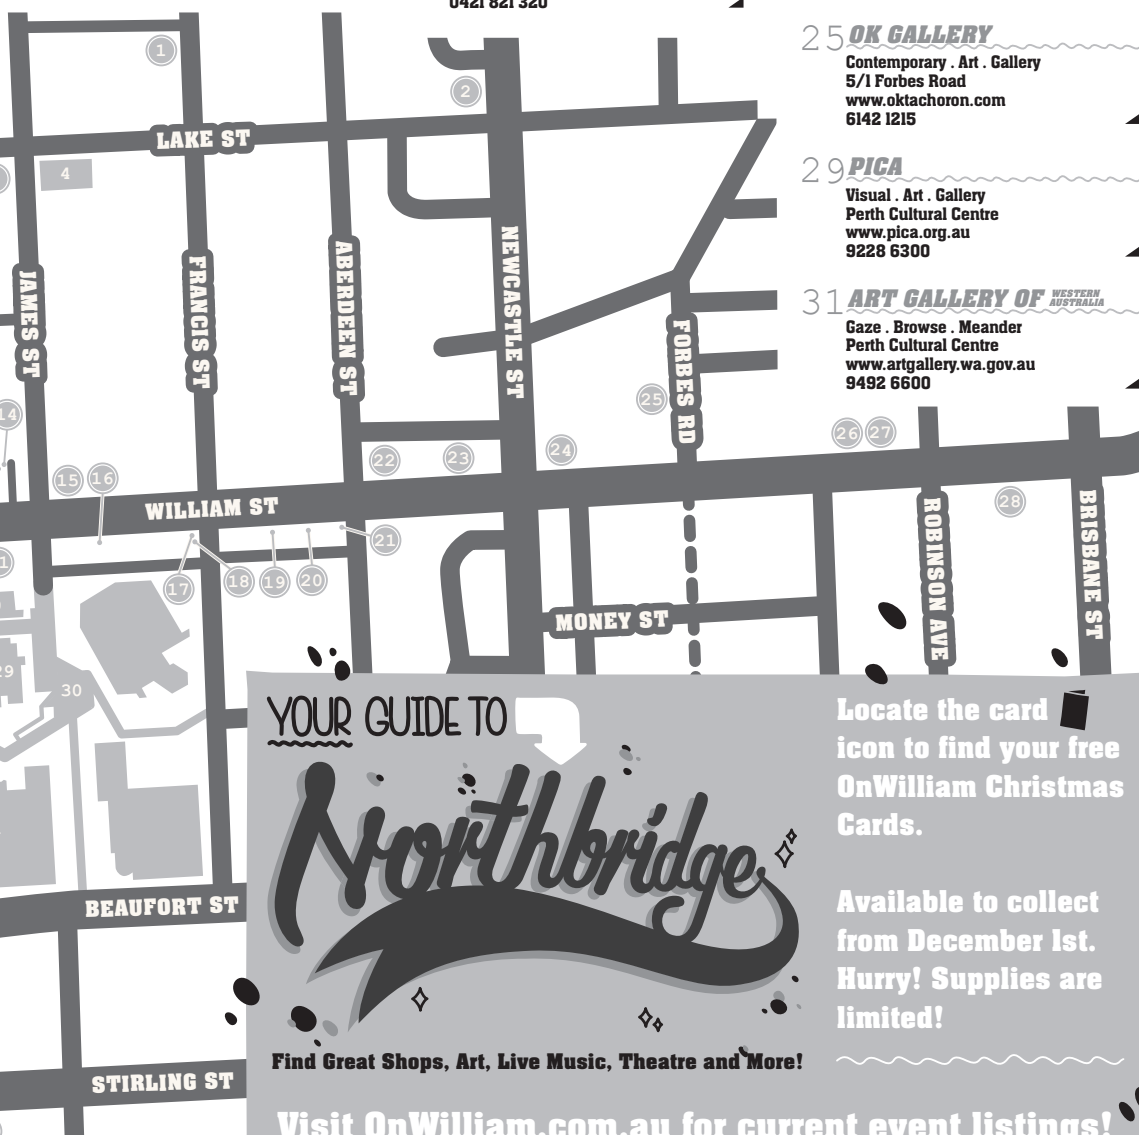 0421 821 320
25 OK GALLERY
Contemporary . Art . Gallery
5/1 Forbes Road
www.oktachoron.com
6142 1215
29 PICA
Visual . Art . Gallery
Perth Cultural Centre
www.pica.org.au
9228 6300
31 ART GALLERY OF WESTERN AUSTRALIA
Gaze . Browse . Meander
Perth Cultural Centre
www.artgallery.wa.gov.au
9492 6600
1
2
LAKE ST
4
JAMES ST
FRANCIS ST
ABERDEEN ST
NEWCASTLE ST
FORBES RD
25
14
15
16
22
23
24
26
27
WILLIAM ST
28
ROBINSON AVE
BRISBANE ST
21
17
18
19
20
MONEY ST
29
30
BEAUFORT ST
STIRLING ST
YOUR GUIDE TO
Northbridge
Find Great Shops, Art, Live Music, Theatre and More!
Locate the card
icon to find your free
OnWilliam Christmas
Cards.
Available to collect
from December 1st.
Hurry! Supplies are
limited!
Visit OnWilliam.com.au for current event listings!